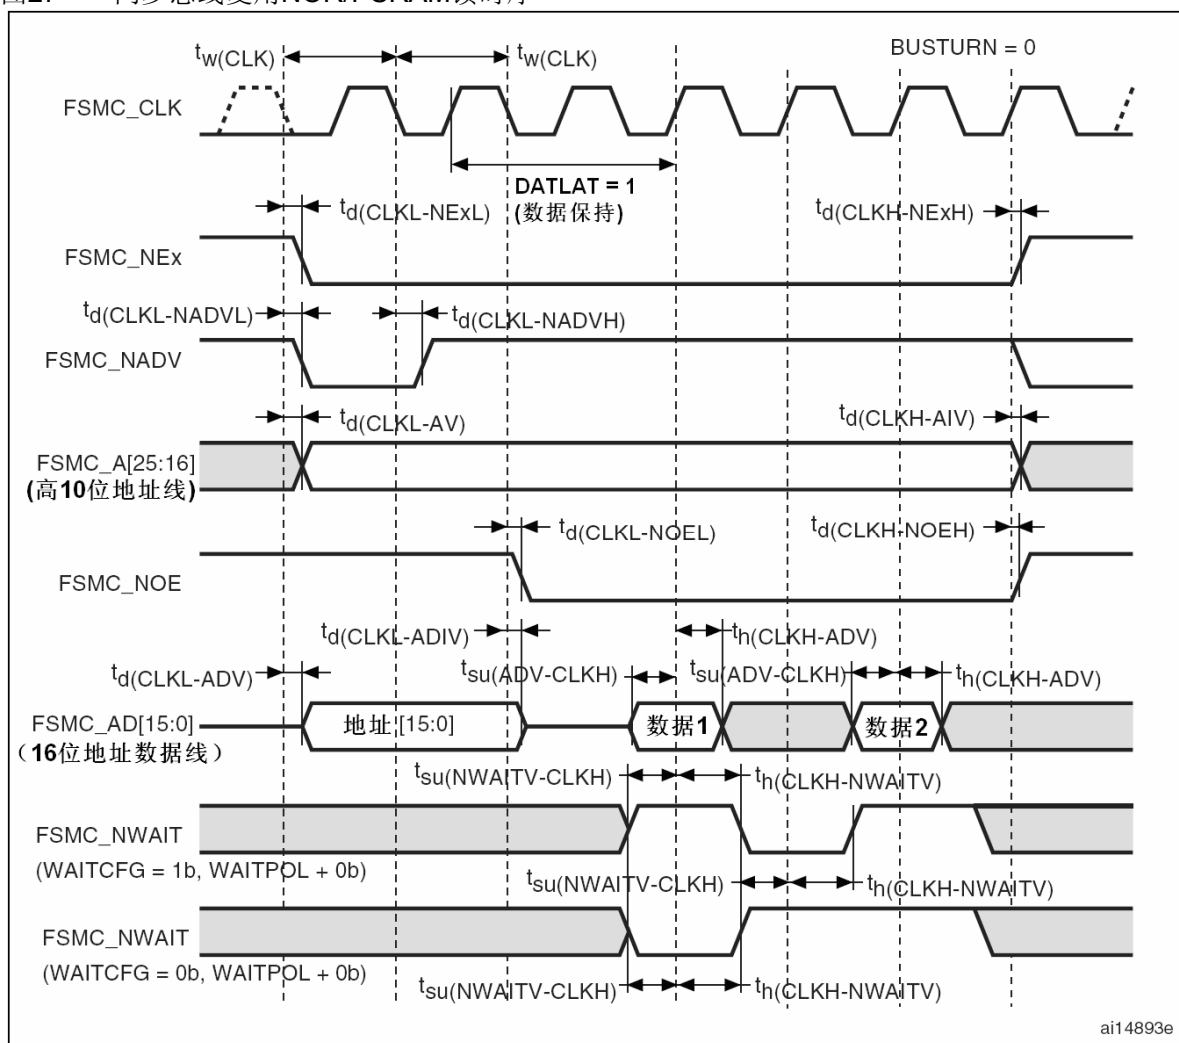 tw(CLK) tw(CLK) BUSTURN = 0
FSMC_CLK
DATLAT = 1
(数据保持)
td(CLKL-NExL) td(CLKH-NExH)
FSMC_NEx
td(CLKL-NADVL) td(CLKL-NADVH)
FSMC_NADV
td(CLKL-AV) td(CLKH-AIV)
FSMC_A[25:16]
(高10位地址线)
td(CLKL-NOEL) td(CLKH-NOEH)
FSMC_NOE
td(CLKL-ADIV) th(CLKH-ADV)
td(CLKL-ADV) tsu(ADV-CLKH) tsu(ADV-CLKH) th(CLKH-ADV)
FSMC_AD[15:0] 地址[15:0] 数据1 数据2
（16位地址数据线）
tsu(NWAITV-CLKH) th(CLKH-NWAITV)
FSMC_NWAIT
(WAITCFG = 1b, WAITPOL + 0b)
tsu(NWAITV-CLKH) th(CLKH-NWAITV)
FSMC_NWAIT
(WAITCFG = 0b, WAITPOL + 0b)
tsu(NWAITV-CLKH) th(CLKH-NWAITV)
ai14893e